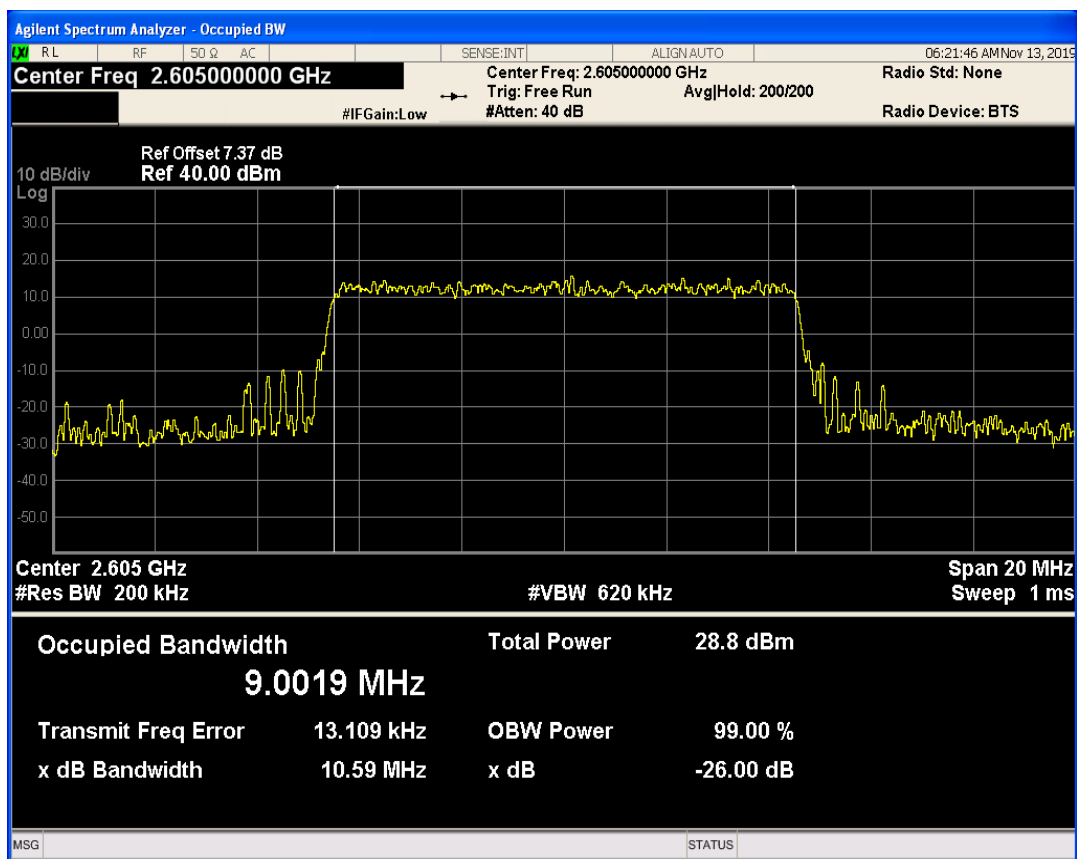 Agilent Spectrum Analyzer - Occupied BW
LXI RL RF 50 Ω AC SENSE:INT ALIGNAUTO 06:21:46 AM Nov 13, 2019
Center Freq 2.605000000 GHz Center Freq: 2.605000000 GHz Radio Std: None
Trig: Free Run Avg|Hold: 200/200
#IFGain:Low #Atten: 40 dB Radio Device: BTS
Ref Offset 7.37 dB
10 dB/div Ref 40.00 dBm
Log
30.0
20.0
10.0
0.00
-10.0
-20.0
-30.0
-40.0
-50.0
Center 2.605 GHz Span 20 MHz
#Res BW 200 kHz #VBW 620 kHz Sweep 1 ms
Occupied Bandwidth Total Power 28.8 dBm
9.0019 MHz
Transmit Freq Error 13.109 kHz OBW Power 99.00 %
x dB Bandwidth 10.59 MHz x dB -26.00 dB
MSG STATUS